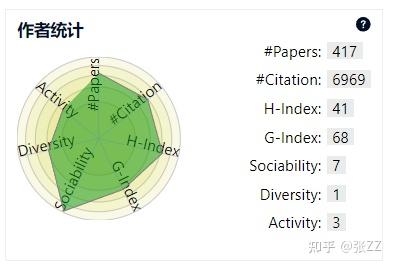 作者统计
?
#Papers
#Citation
H-Index
G-Index
Sociability
Diversity
Activity
#Papers: 417
#Citation: 6969
H-Index: 41
G-Index: 68
Sociability: 7
Diversity: 1
Activity: 3
知乎 @张ZZ